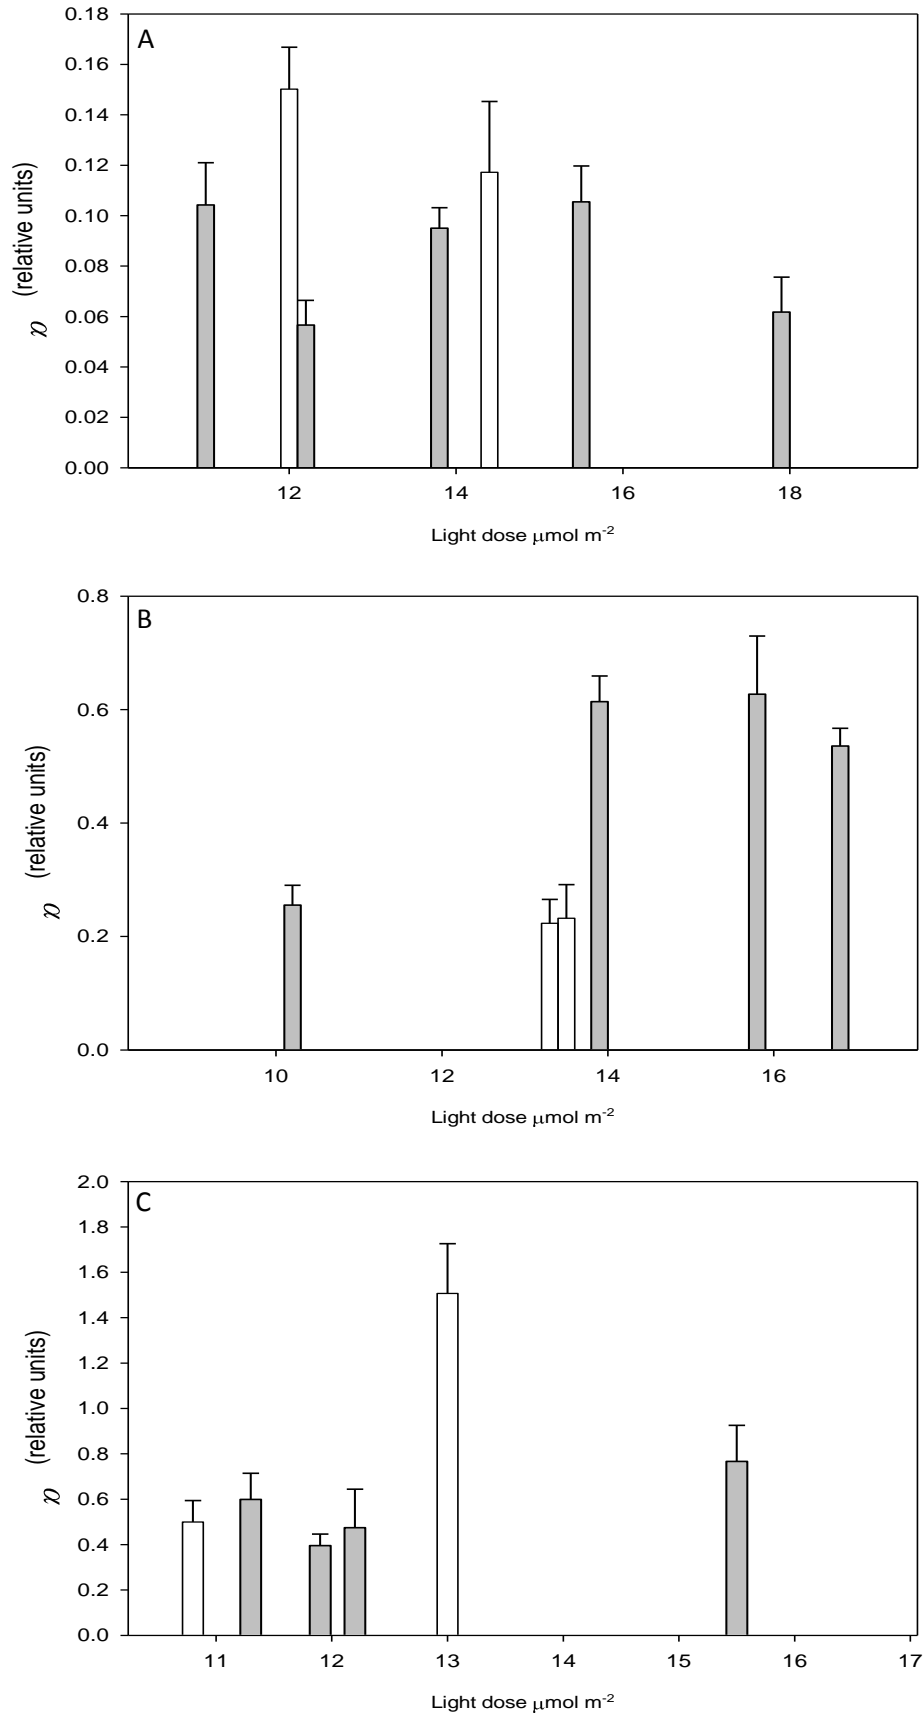 A
0.18
0.16
0.14
0.12
0.10
0.08
0.06
0.04
0.02
0.00
α (relative units)
12 14 16 18
Light dose μmol m-2
B
0.8
0.6
0.4
0.2
0.0
α (relative units)
10 12 14 16
Light dose μmol m-2
C
2.0
1.8
1.6
1.4
1.2
1.0
0.8
0.6
0.4
0.2
0.0
α (relative units)
11 12 13 14 15 16 17
Light dose μmol m-2